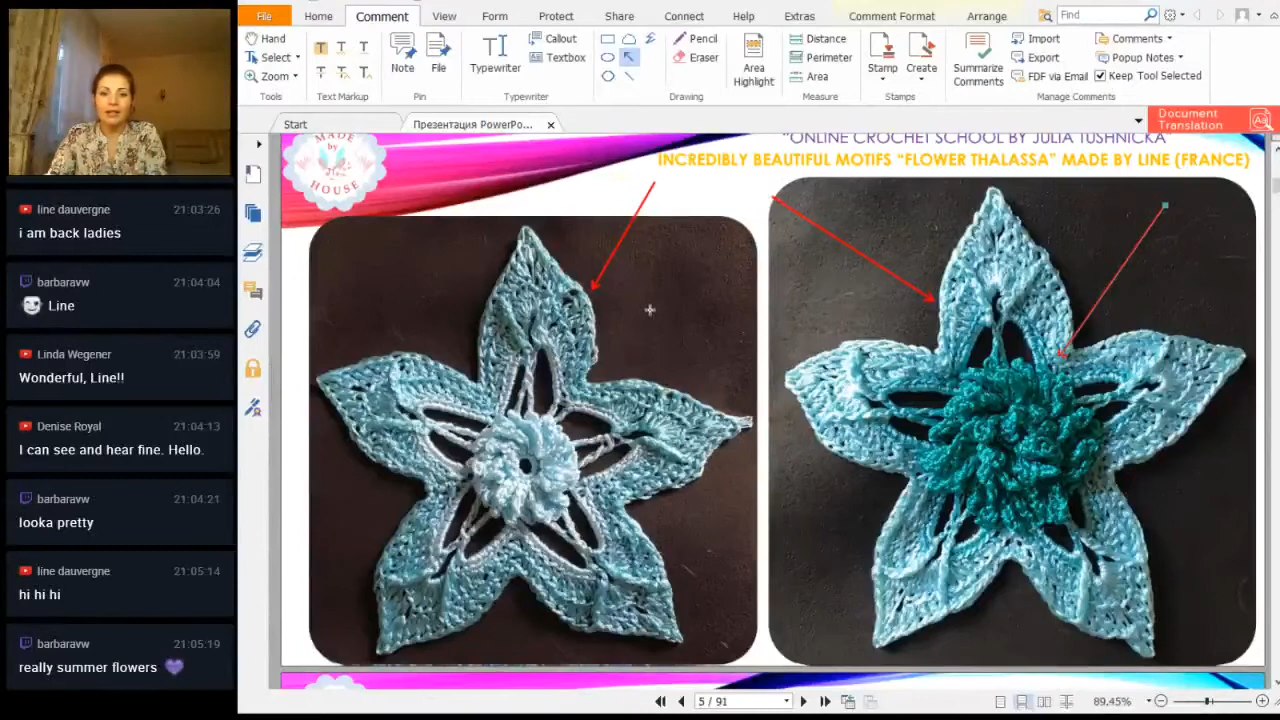 File
Home
Comment
View
Form
Protect
Share
Connect
Help
Extras
Comment Format
Arrange
Find
Hand
Select
Zoom
Tools
T T T
T T T
Text Markup
Note
File
Pin
Typewriter
Callout
Textbox
Typewriter
Pencil
Eraser
Drawing
Area
Highlight
Distance
Perimeter
Area
Measure
Stamp
Create
Stamps
Summarize
Comments
Import
Export
FDF via Email
Comments
Popup Notes
Keep Tool Selected
Manage Comments
Start
Презентация PowerPo...
Document
Translation
line dauvergne 21:03:26
i am back ladies
barbaravw 21:04:04
Line
Linda Wegener 21:03:59
Wonderful, Line!!
Denise Royal 21:04:13
I can see and hear fine. Hello.
barbaravw 21:04:21
looka pretty
line dauvergne 21:05:14
hi hi hi
barbaravw 21:05:19
really summer flowers
MADE
by
HOUSE
"ONLINE CROCHET SCHOOL BY JULIA TUSHNICKA"
INCREDIBLY BEAUTIFUL MOTIFS “FLOWER THALASSA” MADE BY LINE (FRANCE)
5 / 91
89.45%